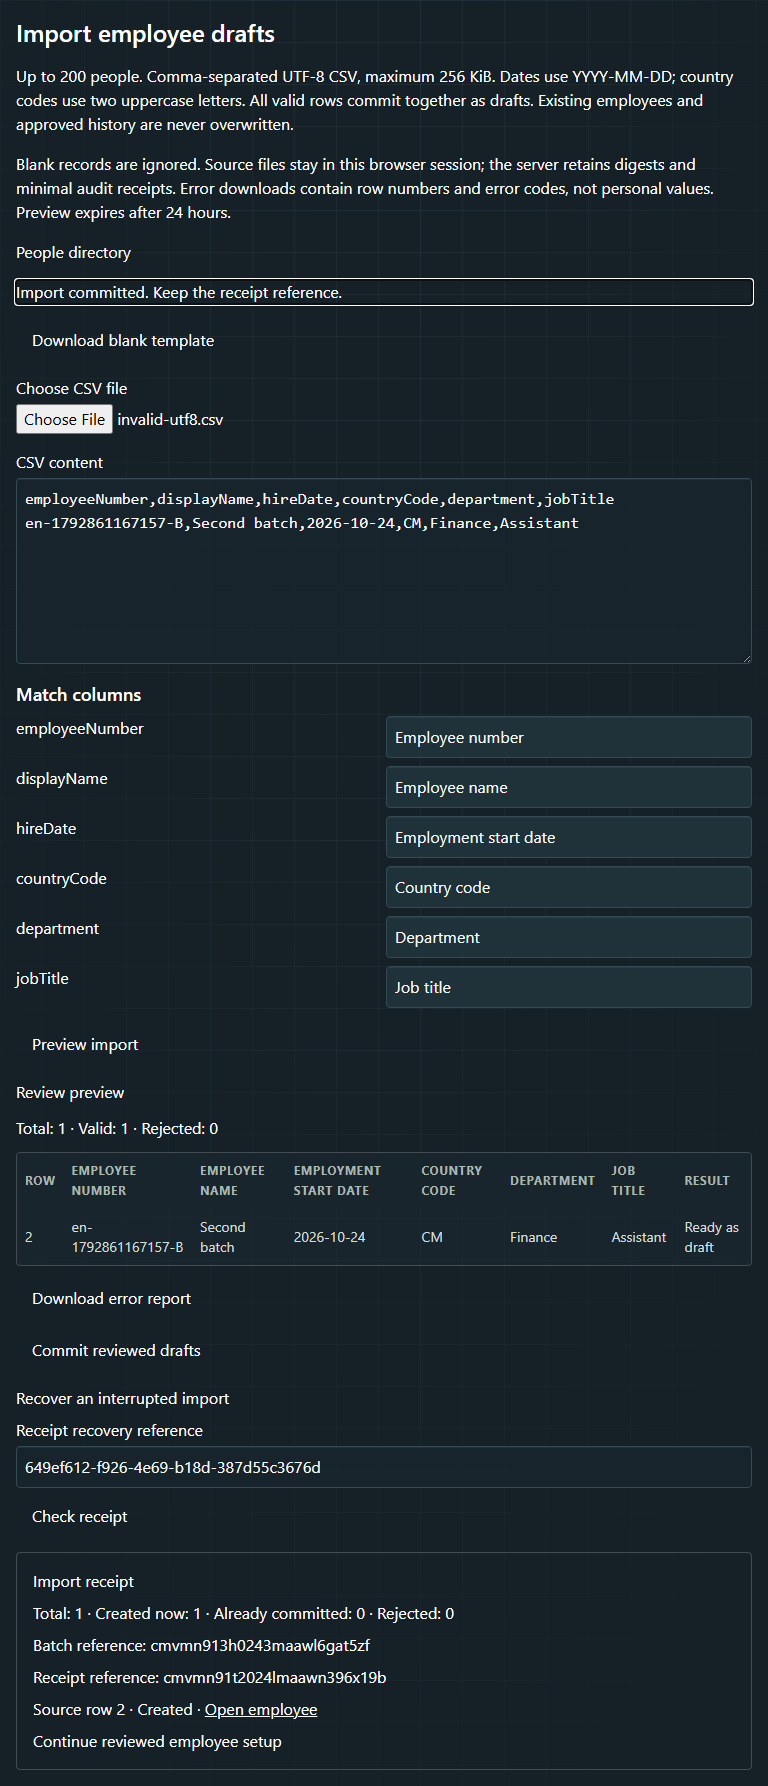 Import employee drafts
Up to 200 people. Comma-separated UTF-8 CSV, maximum 256 KiB. Dates use YYYY-MM-DD; country
codes use two uppercase letters. All valid rows commit together as drafts. Existing employees and
approved history are never overwritten.
Blank records are ignored. Source files stay in this browser session; the server retains digests and
minimal audit receipts. Error downloads contain row numbers and error codes, not personal values.
Preview expires after 24 hours.
People directory
Import committed. Keep the receipt reference.
Download blank template
Choose CSV file
Choose File invalid-utf8.csv
CSV content
employeeNumber,displayName,hireDate,countryCode,department,jobTitle
en-1792861167157-B,Second batch,2026-10-24,CM,Finance,Assistant
Match columns
employeeNumber Employee number
displayName Employee name
hireDate Employment start date
countryCode Country code
department Department
jobTitle Job title
Preview import
Review preview
Total: 1 · Valid: 1 · Rejected: 0
ROW EMPLOYEE NUMBER EMPLOYEE NAME EMPLOYMENT START DATE COUNTRY CODE DEPARTMENT JOB TITLE RESULT
2 en-1792861167157-B Second batch 2026-10-24 CM Finance Assistant Ready as draft
Download error report
Commit reviewed drafts
Recover an interrupted import
Receipt recovery reference
649ef612-f926-4e69-b18d-387d55c3676d
Check receipt
Import receipt
Total: 1 · Created now: 1 · Already committed: 0 · Rejected: 0
Batch reference: cmvmn913h0243maawl6gat5zf
Receipt reference: cmvmn91t2024lmaawn396x19b
Source row 2 · Created · Open employee
Continue reviewed employee setup